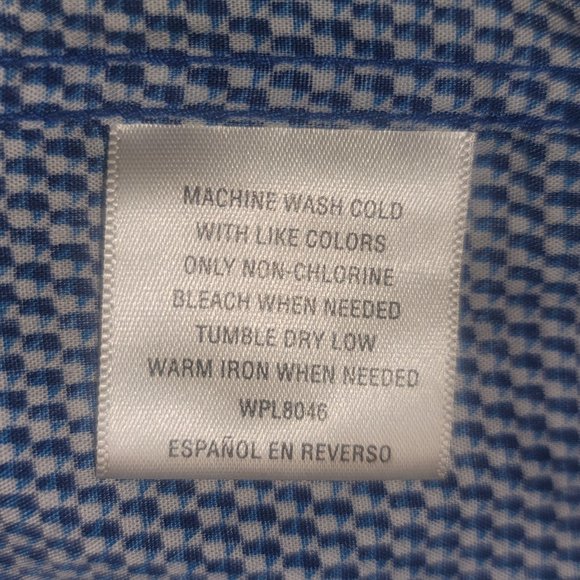 MACHINE WASH COLD
WITH LIKE COLORS
ONLY NON-CHLORINE
BLEACH WHEN NEEDED
TUMBLE DRY LOW
WARM IRON WHEN NEEDED
WPL8046
ESPAÑOL EN REVERSO